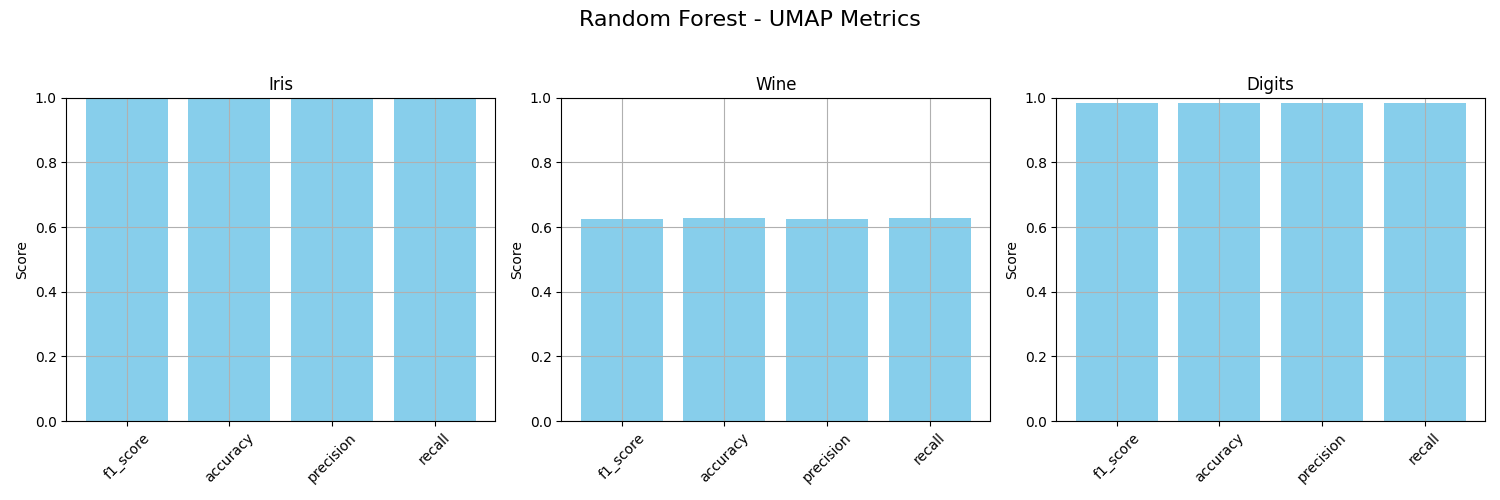 Random Forest - UMAP Metrics
Iris
Score
1.0
0.8
0.6
0.4
0.2
0.0
f1_score
accuracy
precision
recall
Wine
Score
1.0
0.8
0.6
0.4
0.2
0.0
f1_score
accuracy
precision
recall
Digits
Score
1.0
0.8
0.6
0.4
0.2
0.0
f1_score
accuracy
precision
recall